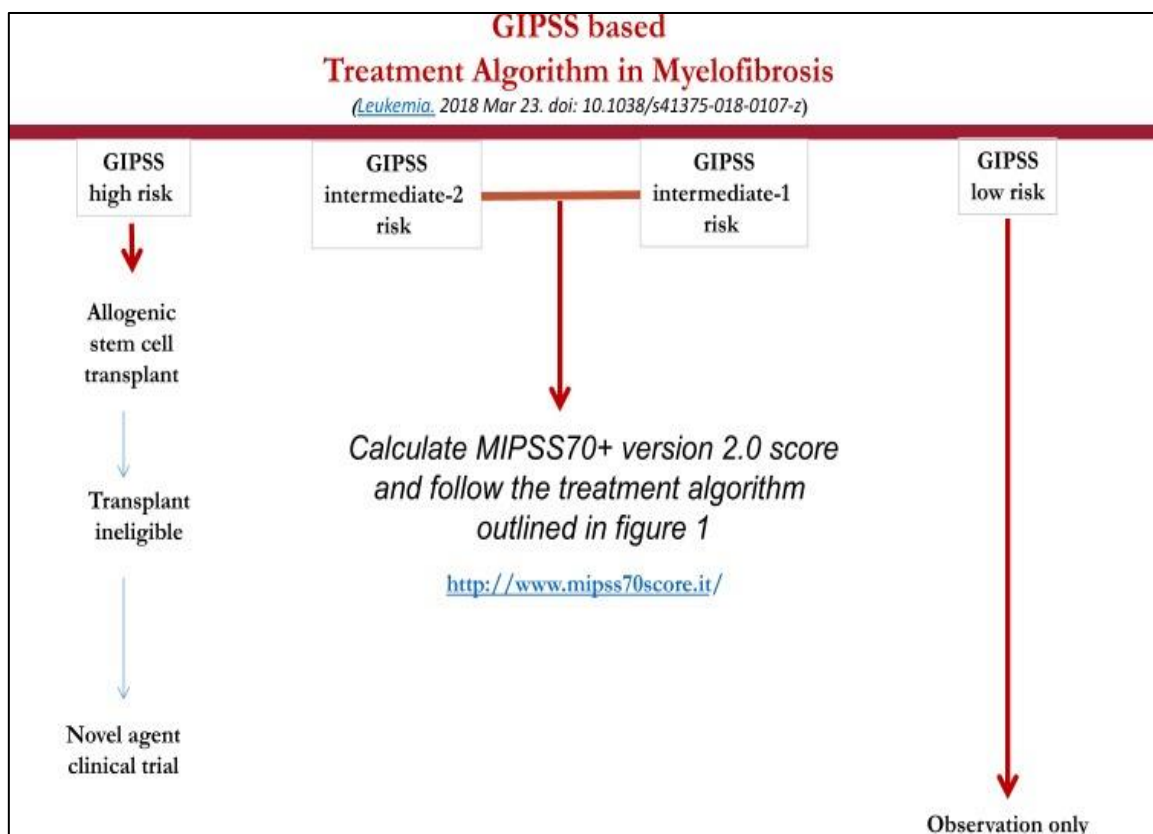 GIPSS based
Treatment Algorithm in Myelofibrosis
(Leukemia. 2018 Mar 23. doi: 10.1038/s41375-018-0107-z)
GIPSS
high risk
GIPSS
intermediate-2
risk
GIPSS
intermediate-1
risk
GIPSS
low risk
Allogenic
stem cell
transplant
Transplant
ineligible
Novel agent
clinical trial
Calculate MIPSS70+ version 2.0 score
and follow the treatment algorithm
outlined in figure 1
http://www.mipss70score.it/
Observation only